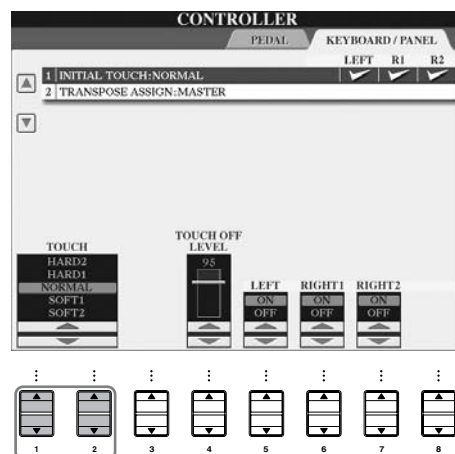 CONTROLLER
PEDAL KEYBOARD / PANEL
LEFT R1 R2
1 INITIAL TOUCH:NORMAL
2 TRANSPOSE ASSIGN:MASTER
TOUCH
HARD2
HARD1
NORMAL
SOFT1
SOFT2
TOUCH OFF
LEVEL
95
LEFT
ON
OFF
RIGHT1
ON
OFF
RIGHT2
ON
OFF
1 2 3 4 5 6 7 8